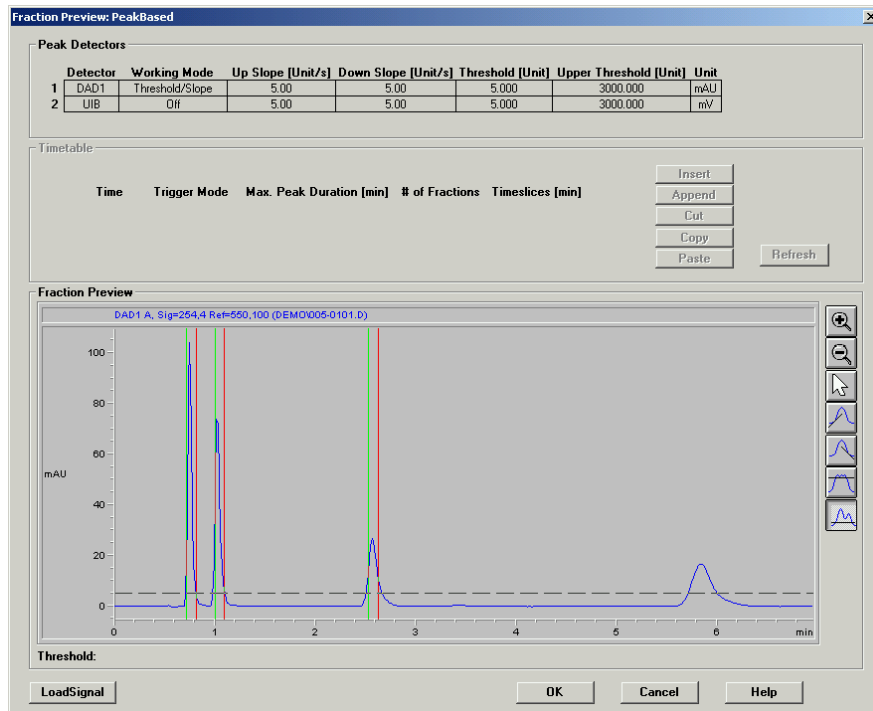 Fraction Preview: PeakBased
Peak Detectors
Detector Working Mode Up Slope [Unit/s] Down Slope [Unit/s] Threshold [Unit] Upper Threshold [Unit] Unit
1 DAD1 Threshold/Slope 5.00 5.00 5.000 3000.000 mAU
2 UIB Off 5.00 5.00 5.000 3000.000 mV
Timetable
Time Trigger Mode Max. Peak Duration [min] # of Fractions Timeslices [min]
Insert
Append
Cut
Copy
Paste
Refresh
Fraction Preview
DAD1 A, Sig=254,4 Ref=550,100 (DEMO\005-0101.D)
100
80
60
mAU
40
20
0
0 1 2 3 4 5 6 min
Threshold:
LoadSignal OK Cancel Help